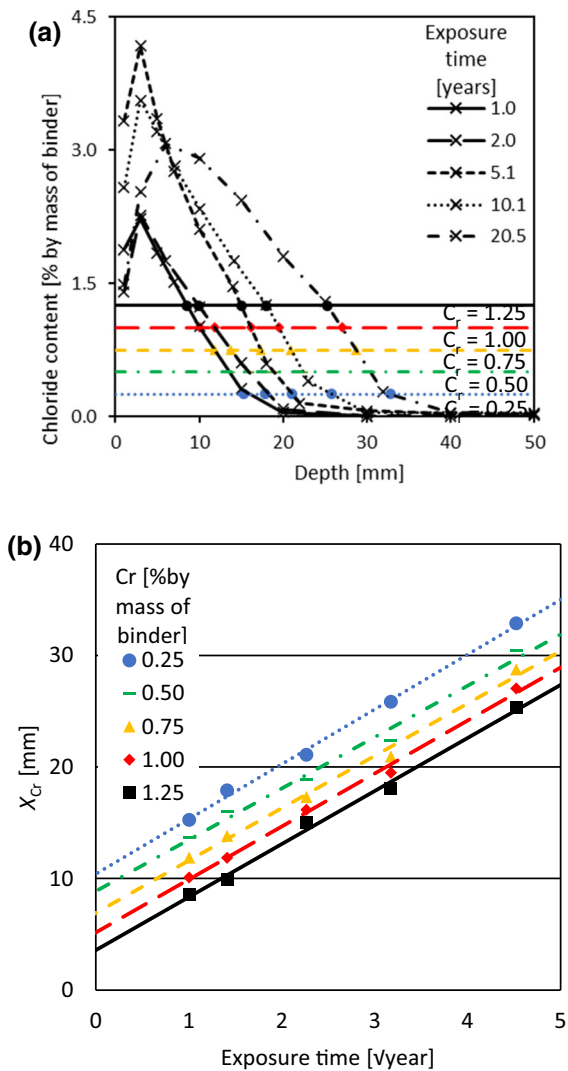 (a)
4.5
3.0
1.5
0.0
Chloride content [% by mass of binder]
Exposure
time
[years]
1.0
2.0
5.1
10.1
20.5
Cr = 1.25
Cr = 1.00
Cr = 0.75
Cr = 0.50
Cr = 0.25
0 10 20 30 40 50
Depth [mm]
(b)
40
30
20
10
0
XCr [mm]
Cr [%by
mass of
binder]
0.25
0.50
0.75
1.00
1.25
0 1 2 3 4 5
Exposure time [√year]